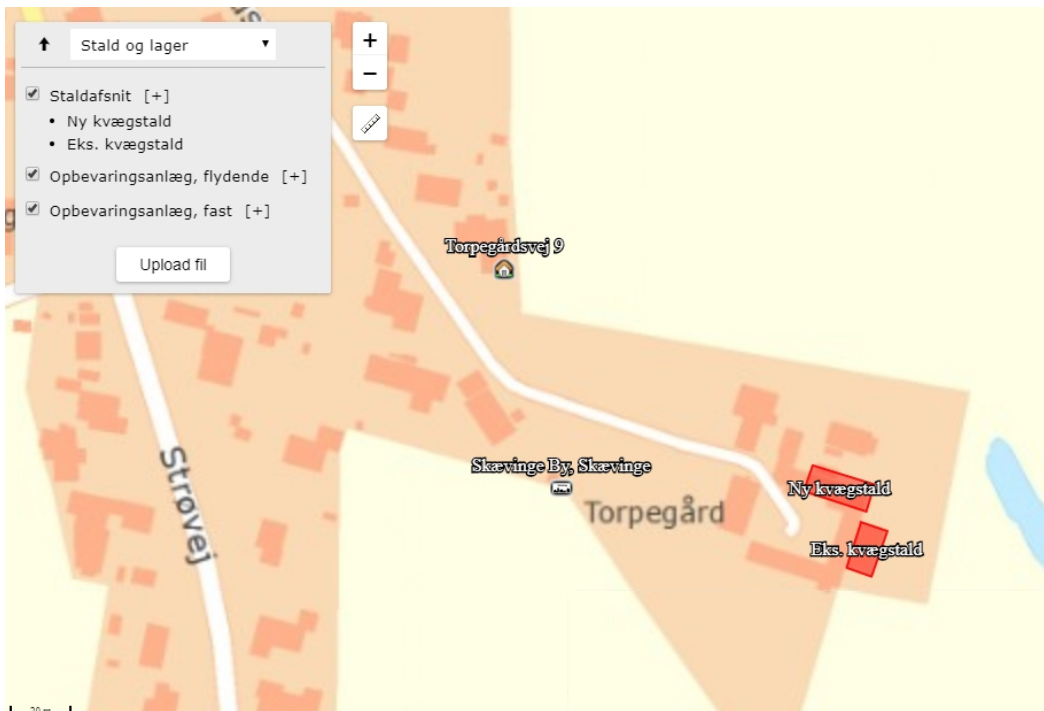 Stald og lager
Staldafsnit [+]
Ny kvægstald
Eks. kvægstald
Opbevaringsanlæg, flydende [+]
Opbevaringsanlæg, fast [+]
Upload fil
+
−
Torpegårdsvej 9
Skævinge By, Skævinge
Torpegård
Ny kvægstald
Eks. kvægstald
Strøvej